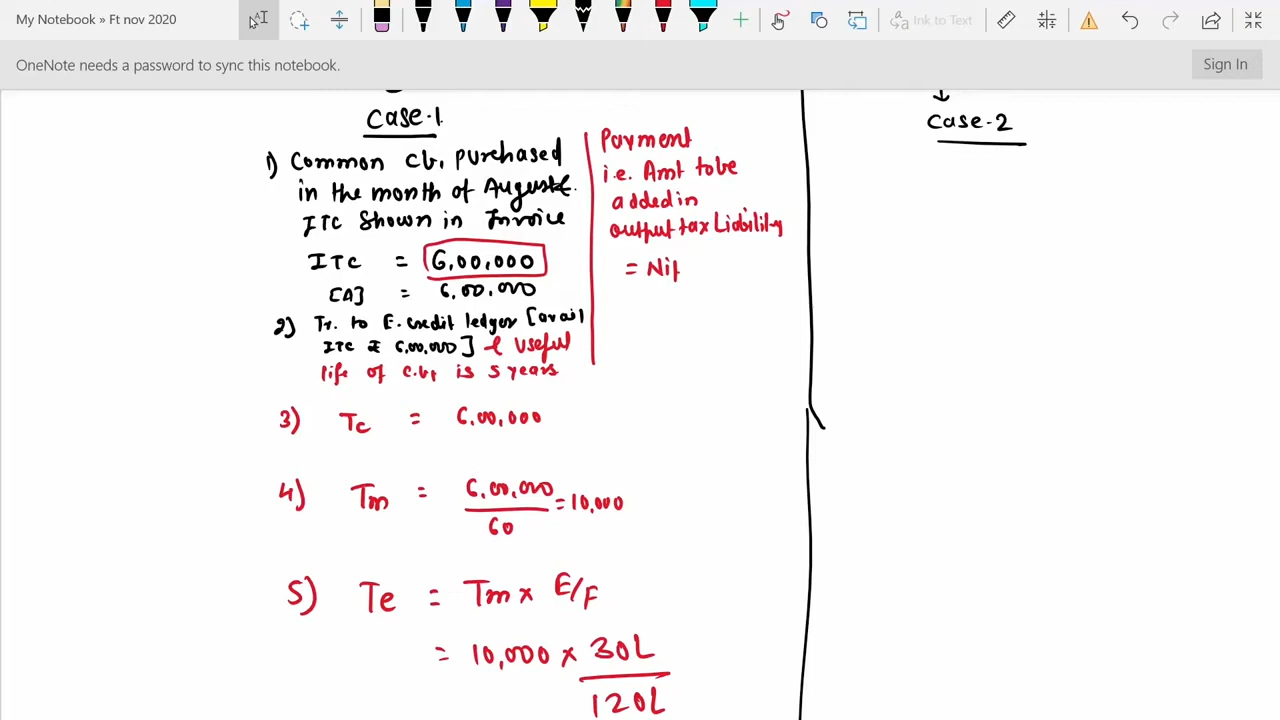 My Notebook » Ft nov 2020
Ink to Text
OneNote needs a password to sync this notebook.
Sign In
Case-1
1) Common C.G. purchased
in the month of August &
ITC Shown in Invoice
ITC = 6,00,000
[A] = 6,00,000
2) Tr. to E. credit ledger [avail
ITC = 6,00,000] & useful
life of C.G. is 5 years
Payment
i.e. Amt to be
added in
output tax Liability
= Nil
3) Tc = 6,00,000
4) Tm = 6,00,000 = 10,000
60
5) Te = Tm × E/F
= 10,000 × 30L
120L
Case-2